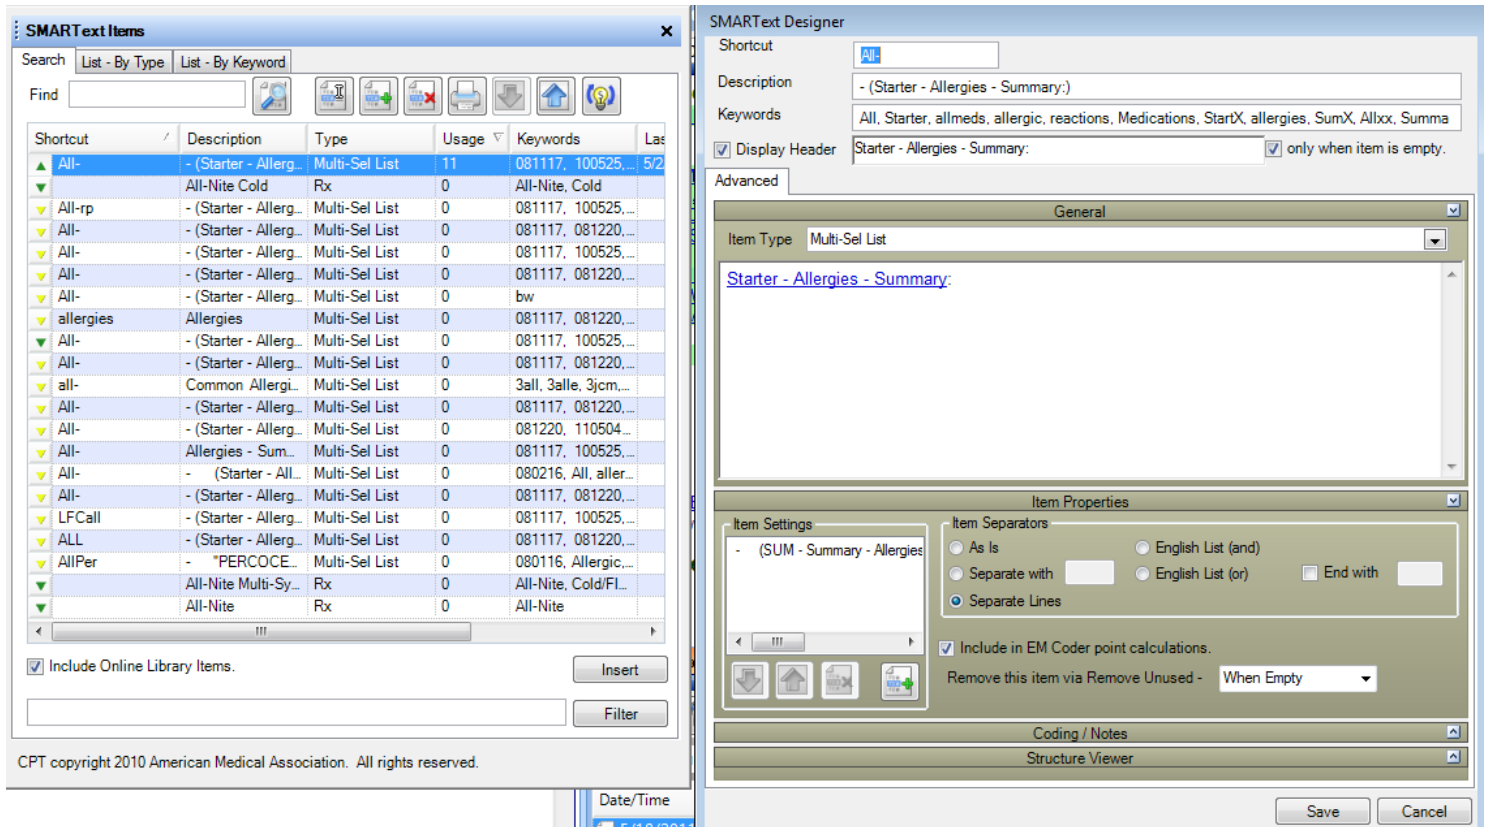 SMARText Items
Search List - By Type List - By Keyword
Find
Shortcut Description Type Usage Keywords Las
All- - (Starter - Allerg... Multi-Sel List 11 081117, 100525,... 5/2
All-Nite Cold Rx 0 All-Nite, Cold
All-rp - (Starter - Allerg... Multi-Sel List 0 081117, 100525,...
All- - (Starter - Allerg... Multi-Sel List 0 081117, 081220,...
All- - (Starter - Allerg... Multi-Sel List 0 081117, 100525,...
All- - (Starter - Allerg... Multi-Sel List 0 081117, 081220,...
All- - (Starter - Allerg... Multi-Sel List 0 bw
allergies Allergies Multi-Sel List 0 081117, 081220,...
All- - (Starter - Allerg... Multi-Sel List 0 081117, 100525,...
All- - (Starter - Allerg... Multi-Sel List 0 081117, 081220,...
all- Common Allergi... Multi-Sel List 0 3all, 3alle, 3jcm,...
All- - (Starter - Allerg... Multi-Sel List 0 081117, 081220,...
All- - (Starter - Allerg... Multi-Sel List 0 081220, 110504...
All- Allergies - Sum... Multi-Sel List 0 081117, 100525,...
All- - (Starter - All... Multi-Sel List 0 080216, All, aller...
All- - (Starter - Allerg... Multi-Sel List 0 081117, 081220,...
LFCall - (Starter - Allerg... Multi-Sel List 0 081117, 100525,...
ALL - (Starter - Allerg... Multi-Sel List 0 081117, 081220,...
AllPer - "PERCOCE... Multi-Sel List 0 080116, Allergic,...
All-Nite Multi-Sy... Rx 0 All-Nite, Cold/Fl...
All-Nite Rx 0 All-Nite
Include Online Library Items.
Insert
Filter
CPT copyright 2010 American Medical Association. All rights reserved.
Date/Time
SMARText Designer
Shortcut All-
Description - (Starter - Allergies - Summary:)
Keywords All, Starter, allmeds, allergic, reactions, Medications, StartX, allergies, SumX, Allxx, Summa
Display Header Starter - Allergies - Summary: only when item is empty.
Advanced
General
Item Type Multi-Sel List
Starter - Allergies - Summary:
Item Properties
Item Settings
- (SUM - Summary - Allergies
Item Separators
As Is English List (and)
Separate with English List (or) End with
Separate Lines
Include in EM Coder point calculations.
Remove this item via Remove Unused - When Empty
Coding / Notes
Structure Viewer
Save Cancel